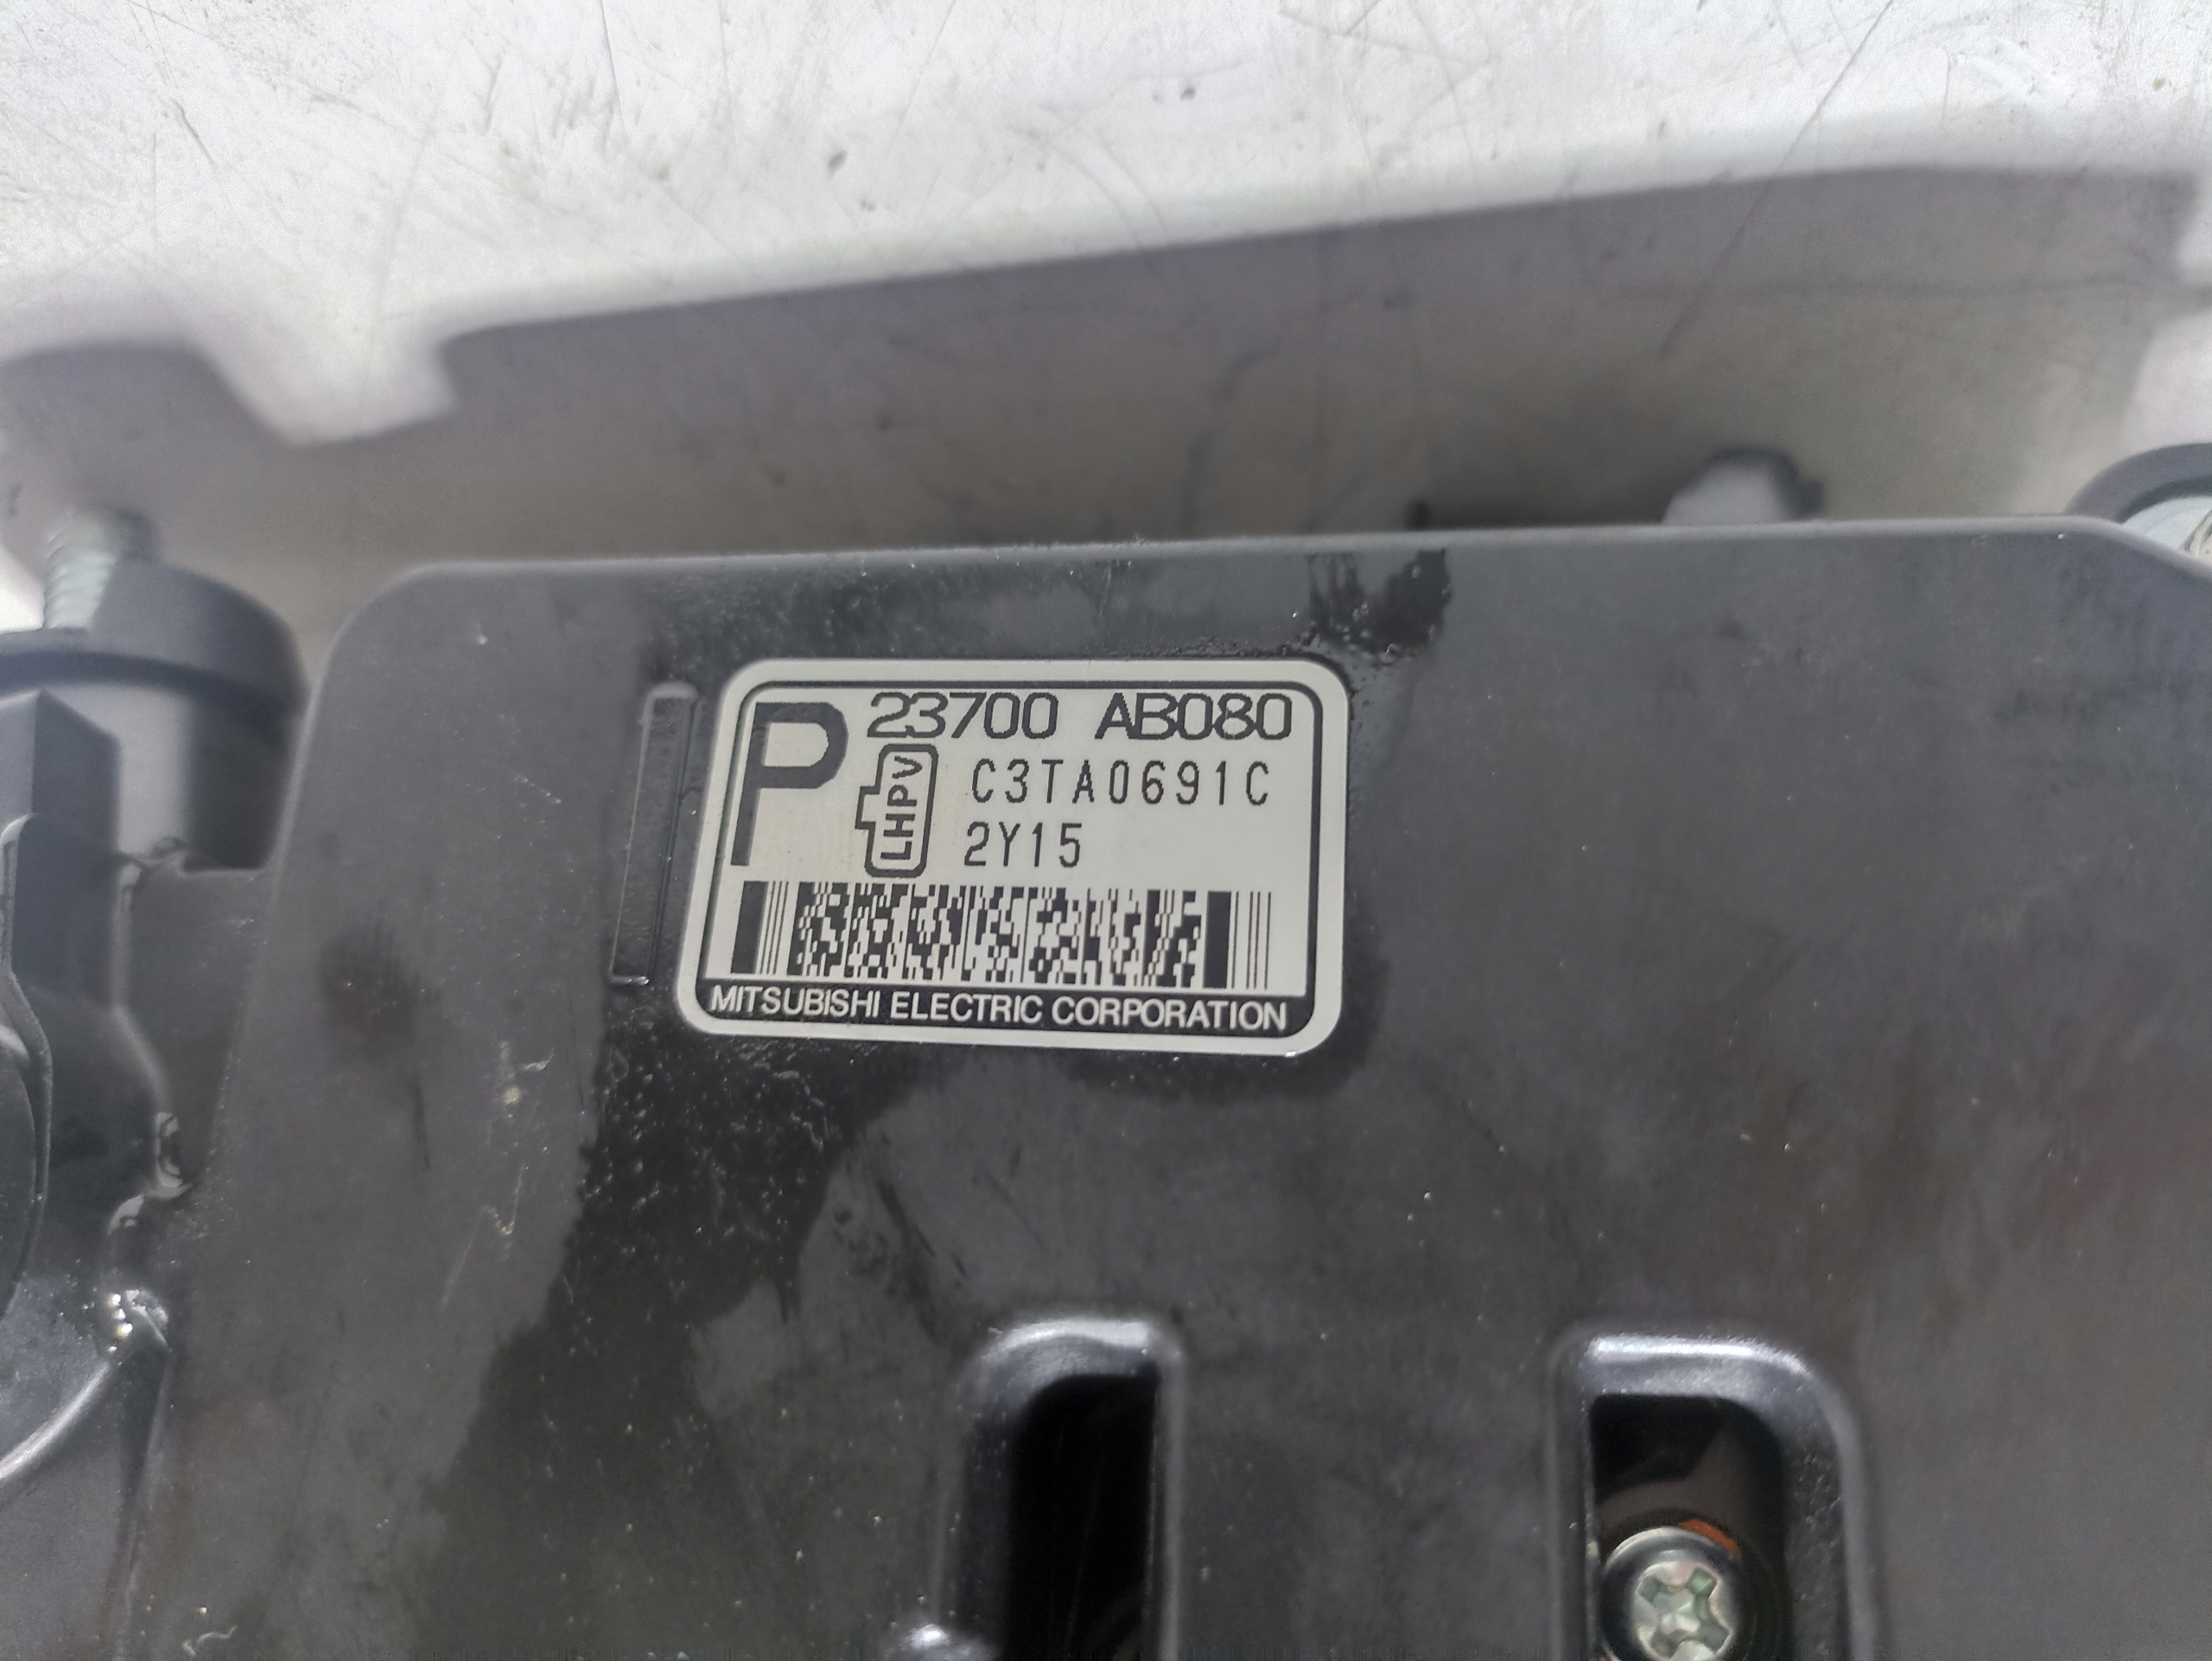 P 23700 AB080
LHPV C3TA0691C
2Y15
MITSUBISHI ELECTRIC CORPORATION